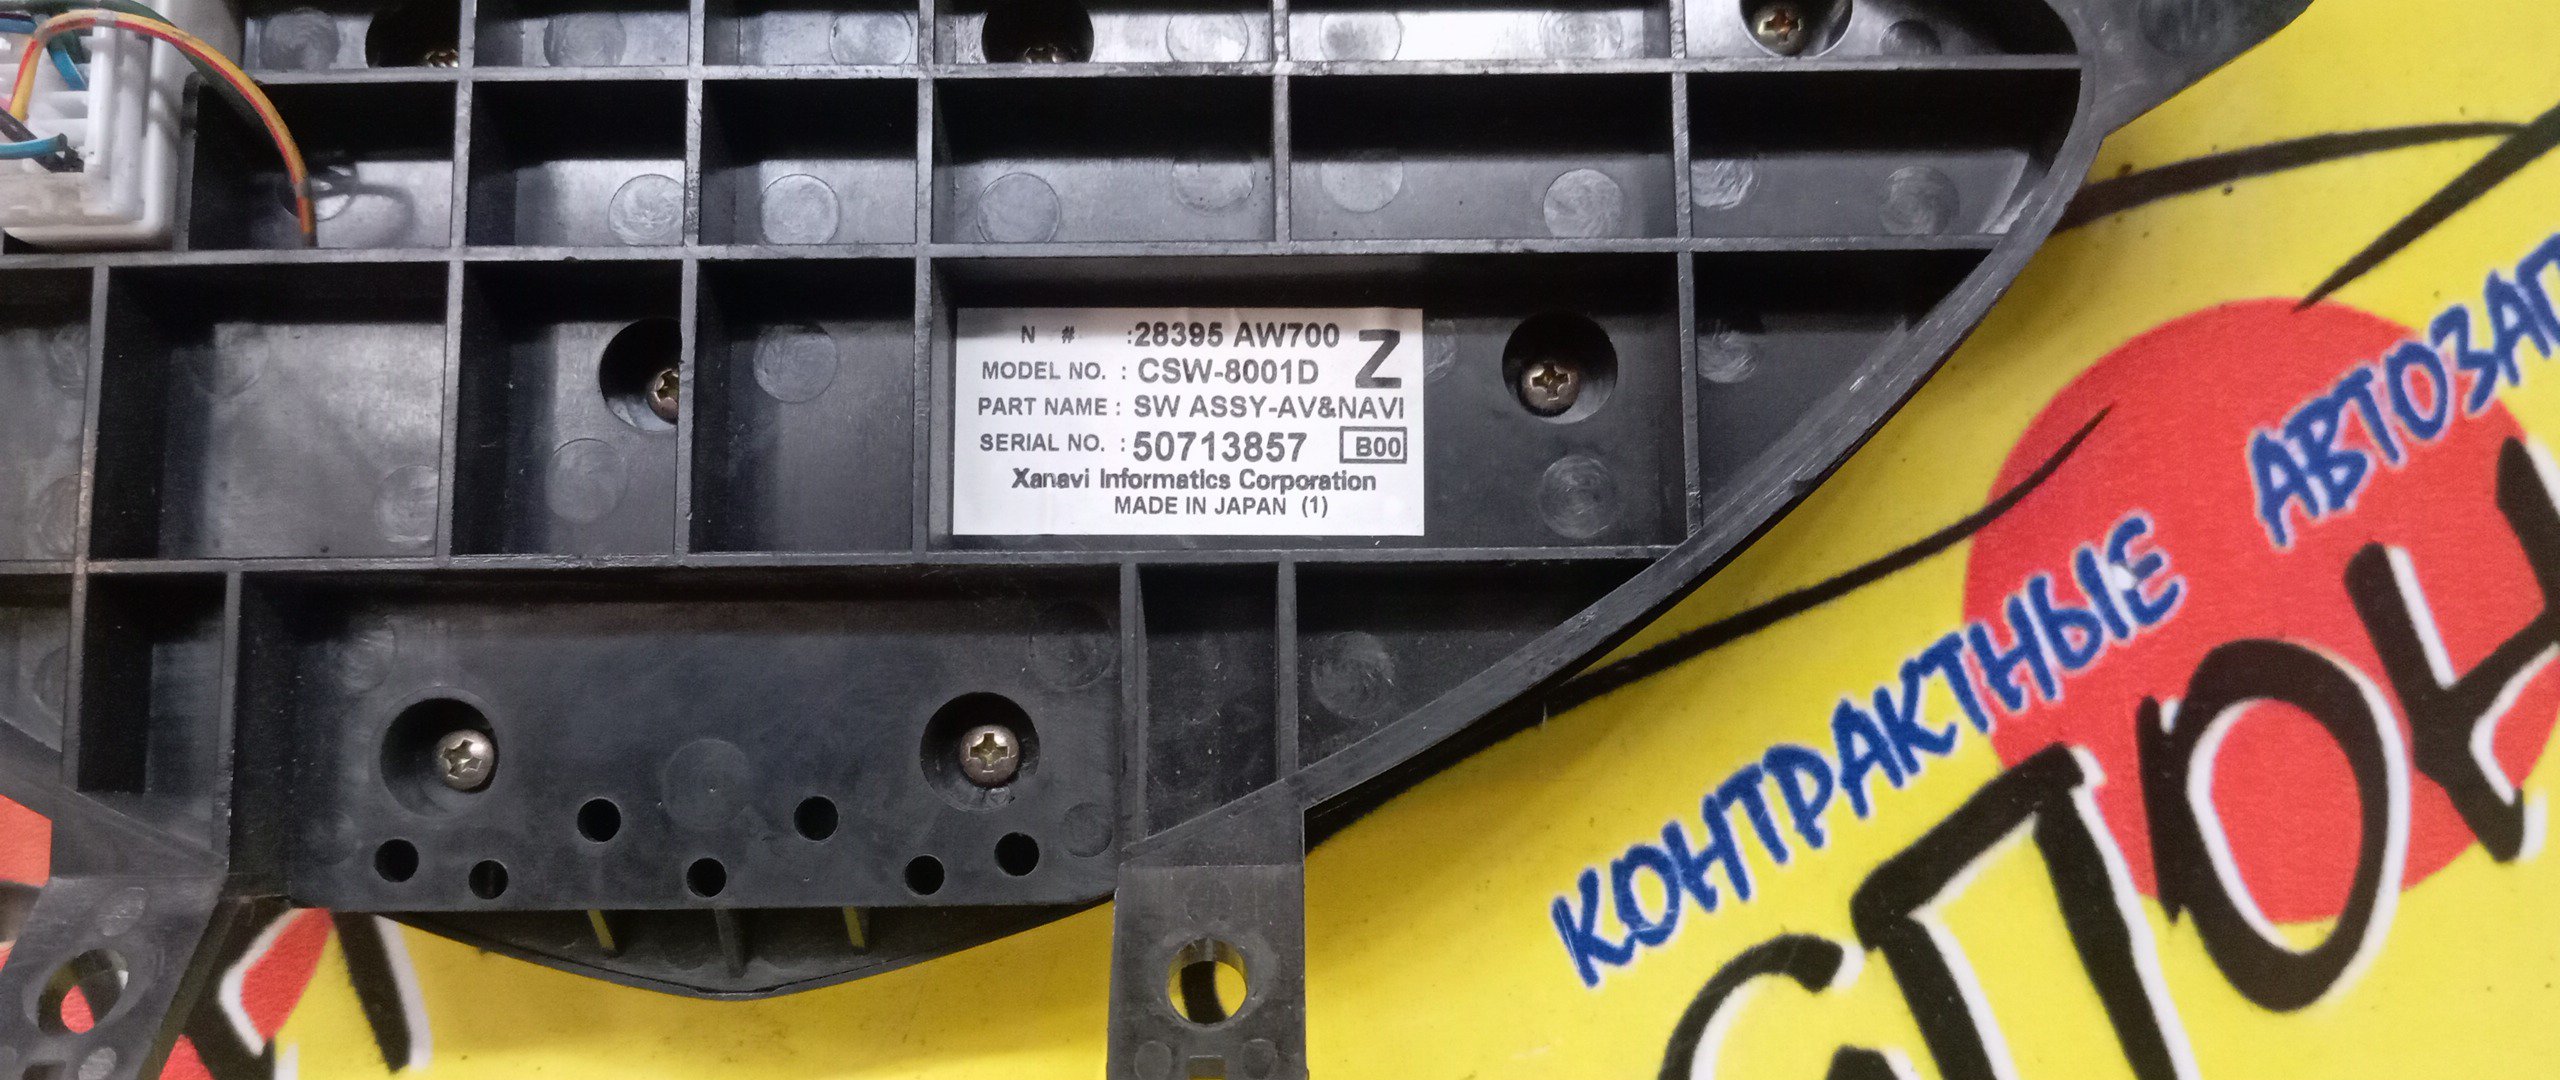 N # :28395 AW700 Z
MODEL NO. : CSW-8001D
PART NAME : SW ASSY-AV&NAVI
SERIAL NO. : 50713857 B00
Xanavi Informatics Corporation
MADE IN JAPAN (1)
КОНТРАКТНЫЕ АВТОЗАП